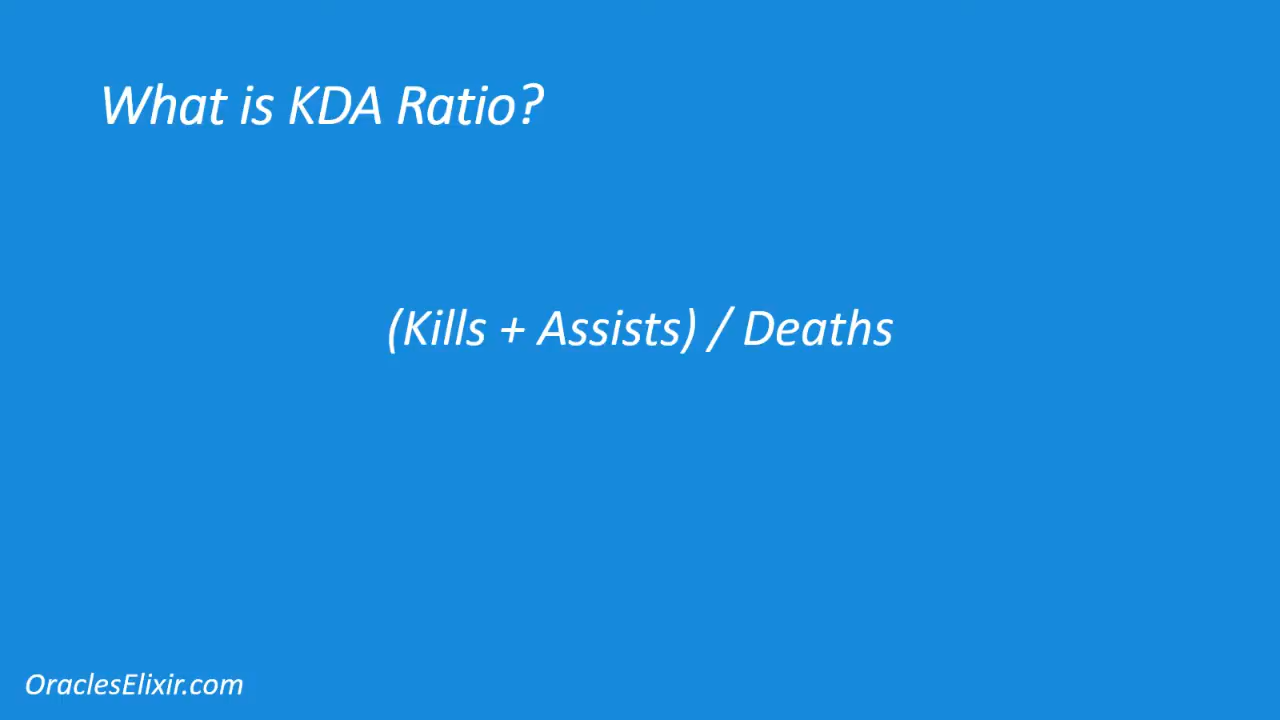 What is KDA Ratio?
(Kills + Assists) / Deaths
OraclesElixir.com